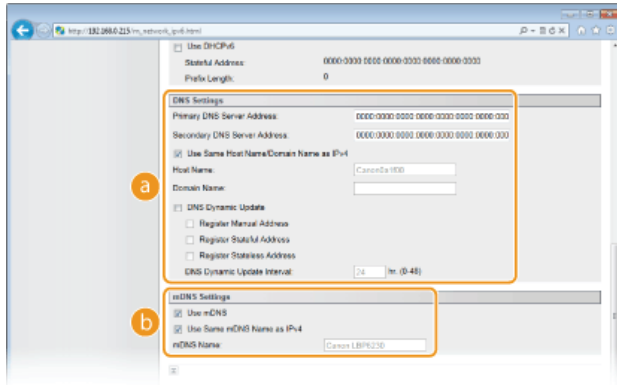 http://192.168.0.215/m_network_ipv6.html
Use DHCPv6
Stateful Address: 0000:0000:0000:0000:0000:0000:0000:0000
Prefix Length: 0
DNS Settings
Primary DNS Server Address: 0000:0000:0000:0000:0000:0000:0000:000
Secondary DNS Server Address: 0000:0000:0000:0000:0000:0000:0000:000
Use Same Host Name/Domain Name as IPv4
Host Name:
a
Domain Name:
DNS Dynamic Update
Register Manual Address
Register Stateful Address
Register Stateless Address
DNS Dynamic Update Interval: 24 hr. (0-48)
mDNS Settings
b
Use mDNS
Use Same mDNS Name as IPv4
mDNS Name: Canon LBP6230